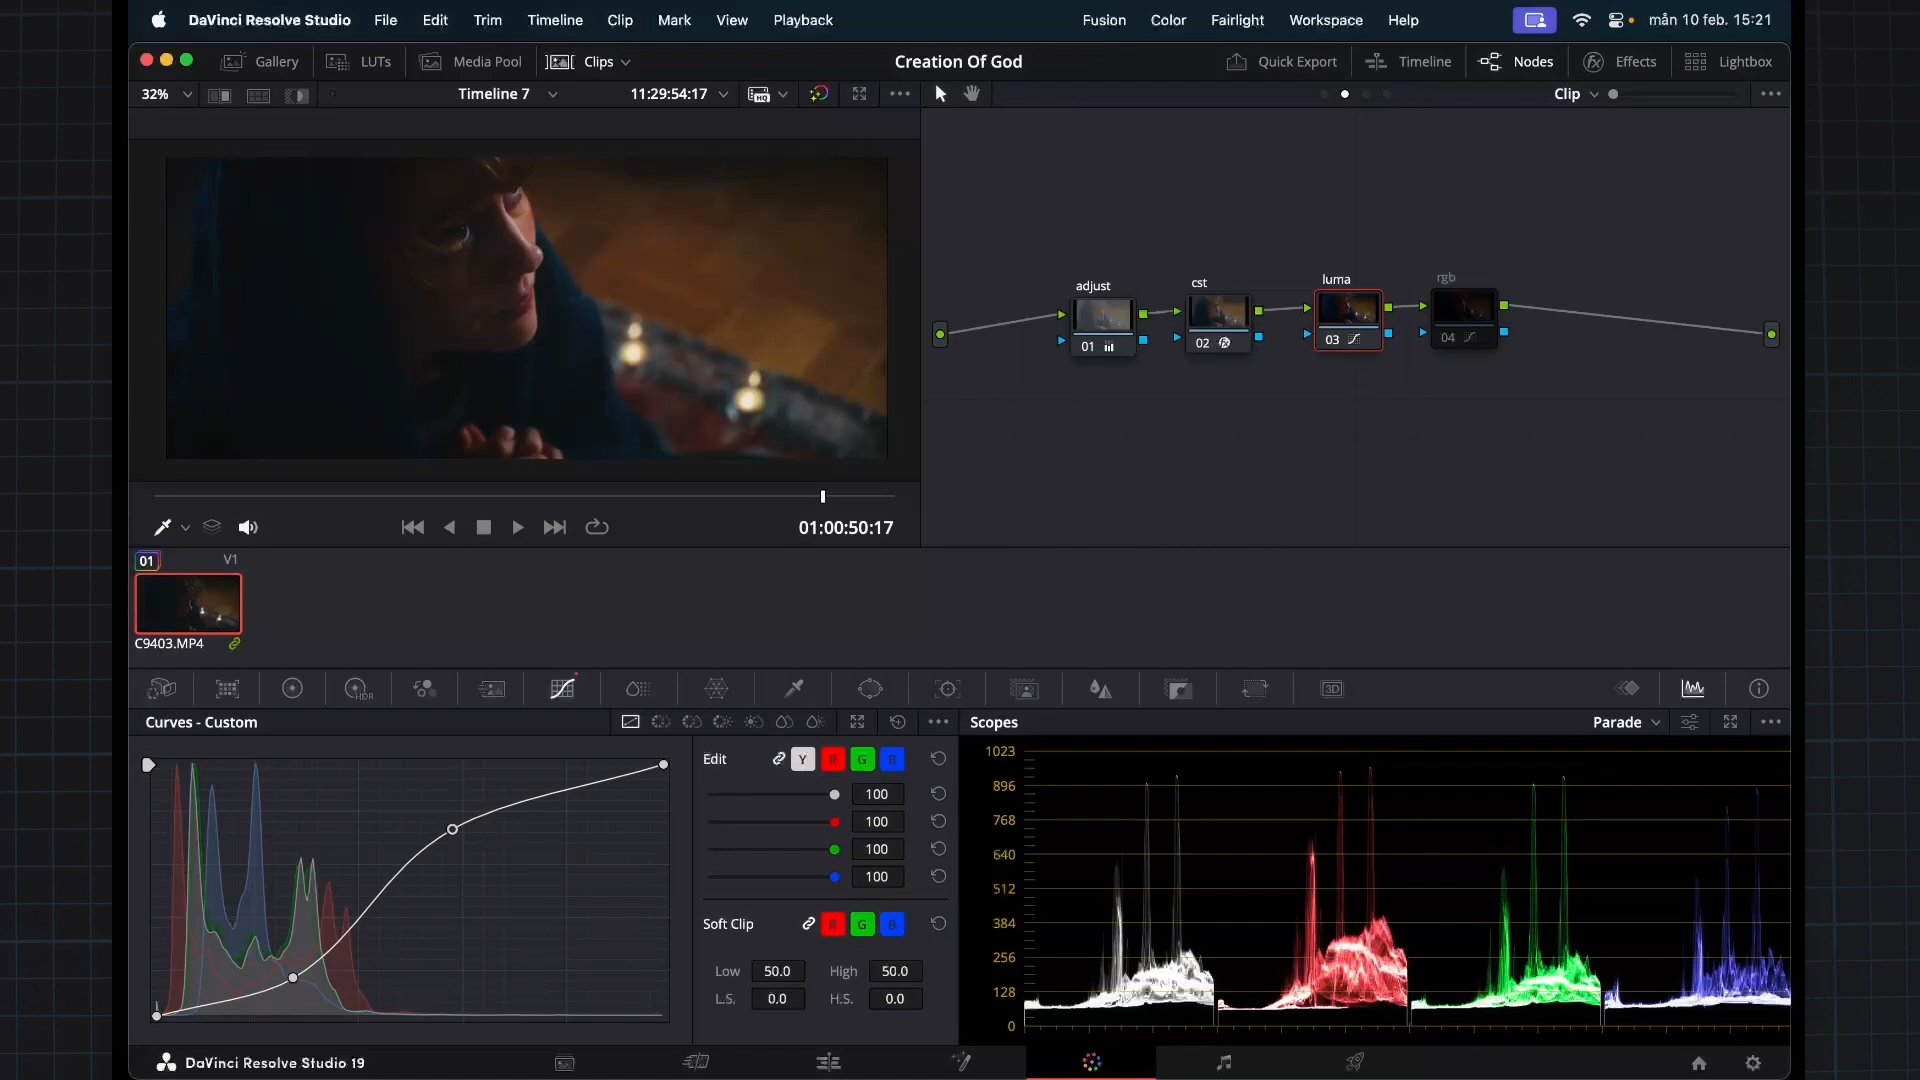 DaVinci Resolve Studio File Edit Trim Timeline Clip Mark View Playback Fusion Color Fairlight Workspace Help mån 10 feb. 15:21
Gallery LUTs Media Pool Clips Creation Of God Quick Export Timeline Nodes Effects Lightbox
32% Timeline 7 11:29:54:17 HQ Clip
adjust cst luma rgb
01 02 03 04
01:00:50:17
01 V1
C9403.MP4
HDR 3D
Curves - Custom Scopes Parade
Edit Y R G B
100
100
100
100
Soft Clip R G B
Low 50.0 High 50.0
L.S. 0.0 H.S. 0.0
1023
896
768
640
512
384
256
128
0
DaVinci Resolve Studio 19